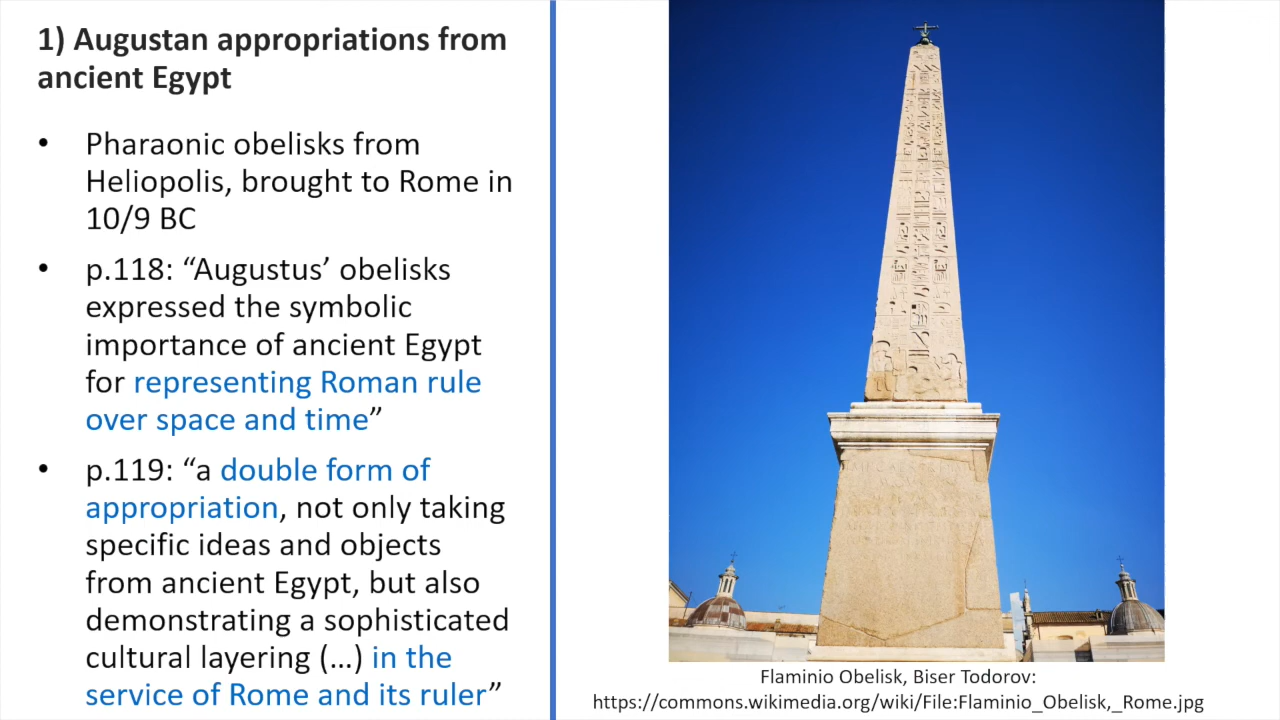 1) Augustan appropriations from
ancient Egypt
• Pharaonic obelisks from
Heliopolis, brought to Rome in
10/9 BC
• p.118: “Augustus’ obelisks
expressed the symbolic
importance of ancient Egypt
for representing Roman rule
over space and time”
• p.119: “a double form of
appropriation, not only taking
specific ideas and objects
from ancient Egypt, but also
demonstrating a sophisticated
cultural layering (…) in the
service of Rome and its ruler”
Flaminio Obelisk, Biser Todorov:
https://commons.wikimedia.org/wiki/File:Flaminio_Obelisk,_Rome.jpg